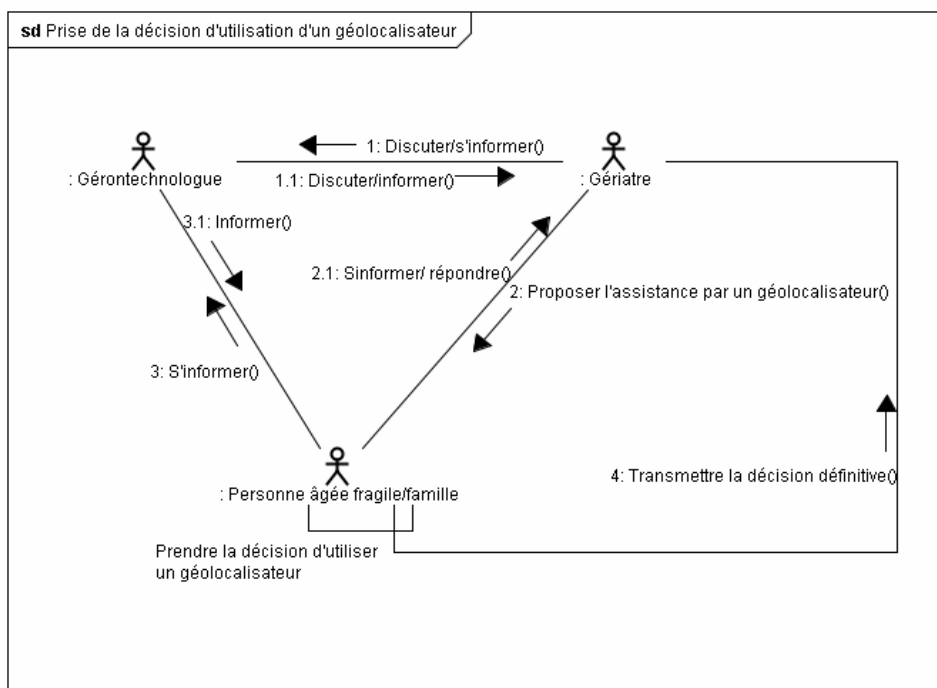 sd Prise de la décision d'utilisation d'un géolocalisateur
1: Discuter/s'informer()
1.1: Discuter/informer()
: Gérontechnologue
: Gériatre
3.1: Informer()
2.1: Sinformer/ répondre()
2: Proposer l'assistance par un géolocalisateur()
3: S'informer()
4: Transmettre la décision définitive()
: Personne âgée fragile/famille
Prendre la décision d'utiliser
un géolocalisateur